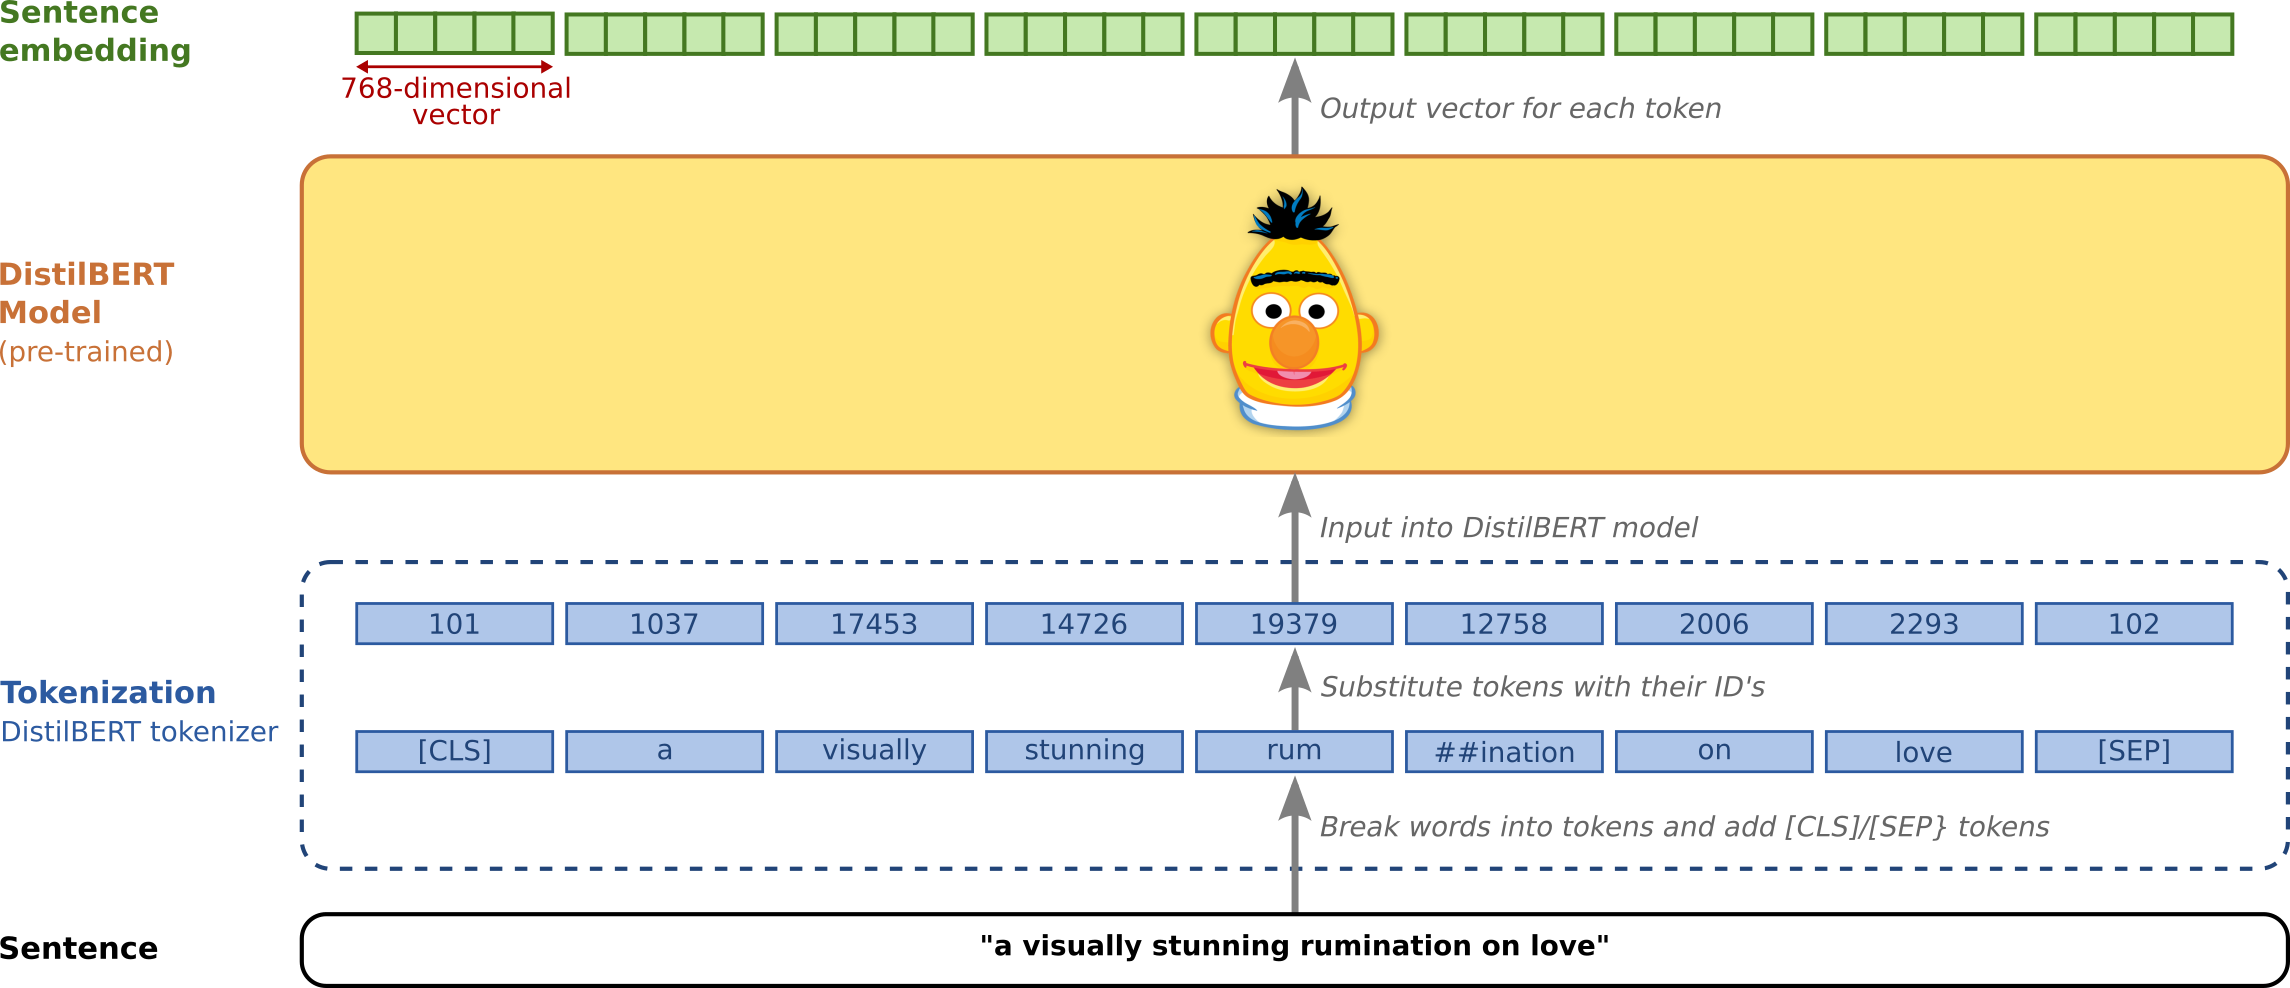 Sentence
embedding
768-dimensional
vector
Output vector for each token
DistilBERT
Model
(pre-trained)
Input into DistilBERT model
101 1037 17453 14726 19379 12758 2006 2293 102
Substitute tokens with their ID's
Tokenization
DistilBERT tokenizer
[CLS] a visually stunning rum ##ination on love [SEP]
Break words into tokens and add [CLS]/[SEP} tokens
Sentence
"a visually stunning rumination on love"